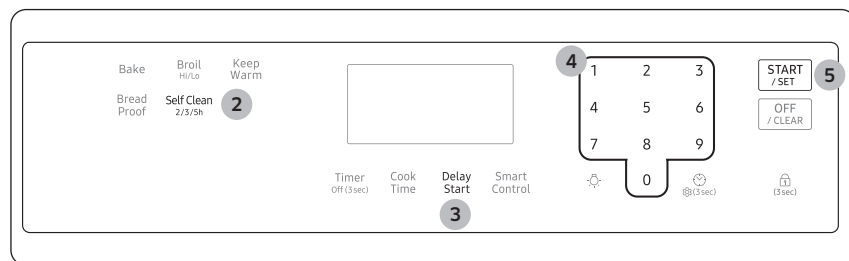 Bake
Broil
Hi/Lo
Keep
Warm
Bread
Proof
Self Clean
2/3/5h
2
Timer
Off (3 sec)
Cook
Time
Delay
Start
Smart
Control
3
4
1 2 3
4 5 6
7 8 9
0
(3 sec)
START
/ SET
5
OFF
/ CLEAR
(3 sec)